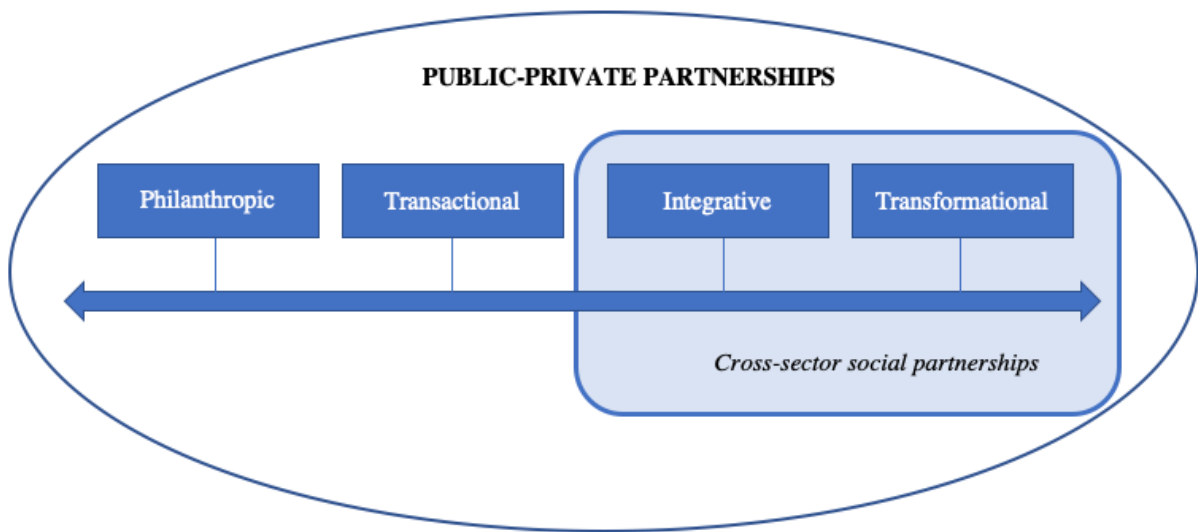 PUBLIC-PRIVATE PARTNERSHIPS
Philanthropic
Transactional
Integrative
Transformational
Cross-sector social partnerships